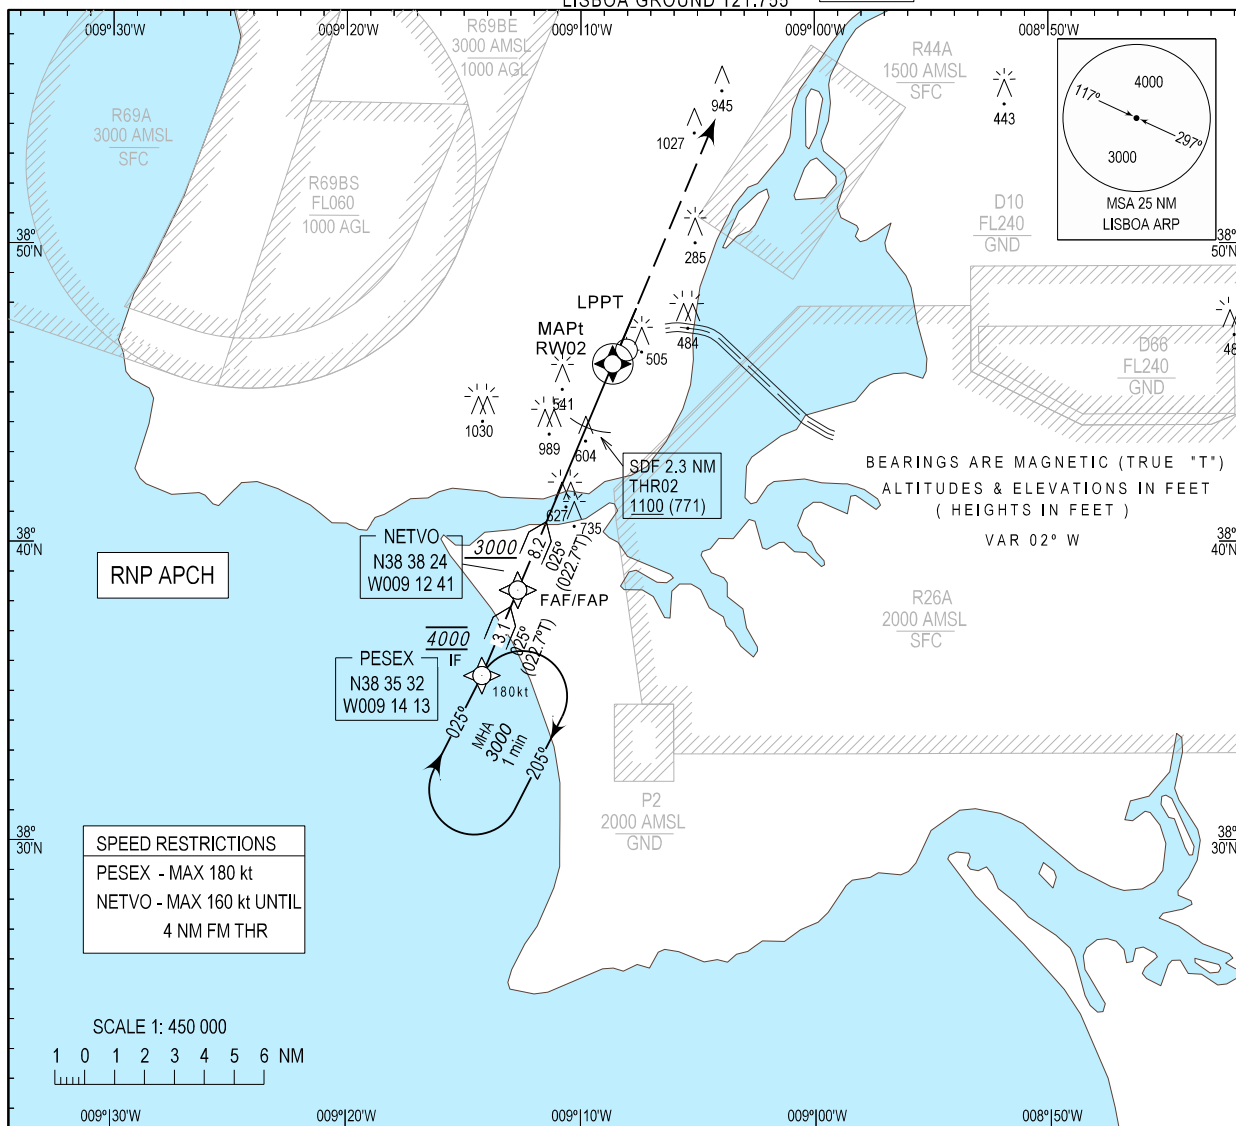 LISBOA GROUND 121.755
009°30'W
009°20'W
009°10'W
009°00'W
008°50'W
R69BE
3000 AMSL
1000 AGL
R44A
1500 AMSL
SFC
R69A
3000 AMSL
SFC
R69BS
FL060
1000 AGL
945
1027
443
117°
4000
297°
3000
MSA 25 NM
LISBOA ARP
D10
FL240
GND
38°
50'N
38°
50'N
285
LPPT
MAPt
RW02
484
505
48
D66
FL240
GND
541
1030
989
604
SDF 2.3 NM
THR02
1100 (771)
BEARINGS ARE MAGNETIC (TRUE "T")
ALTITUDES & ELEVATIONS IN FEET
( HEIGHTS IN FEET )
VAR 02° W
627
735
NETVO
N38 38 24
W009 12 41
3000
8.2
025°
(022.7°T)
38°
40'N
38°
40'N
RNP APCH
FAF/FAP
R26A
2000 AMSL
SFC
4000
IF
3.1
025°
(022.7°T)
PESEX
N38 35 32
W009 14 13
180kt
025°
MHA
3000
1 min
205°
P2
2000 AMSL
GND
38°
30'N
38°
30'N
SPEED RESTRICTIONS
PESEX - MAX 180 kt
NETVO - MAX 160 kt UNTIL
4 NM FM THR
SCALE 1: 450 000
1 0 1 2 3 4 5 6 NM
009°30'W
009°20'W
009°10'W
009°00'W
008°50'W